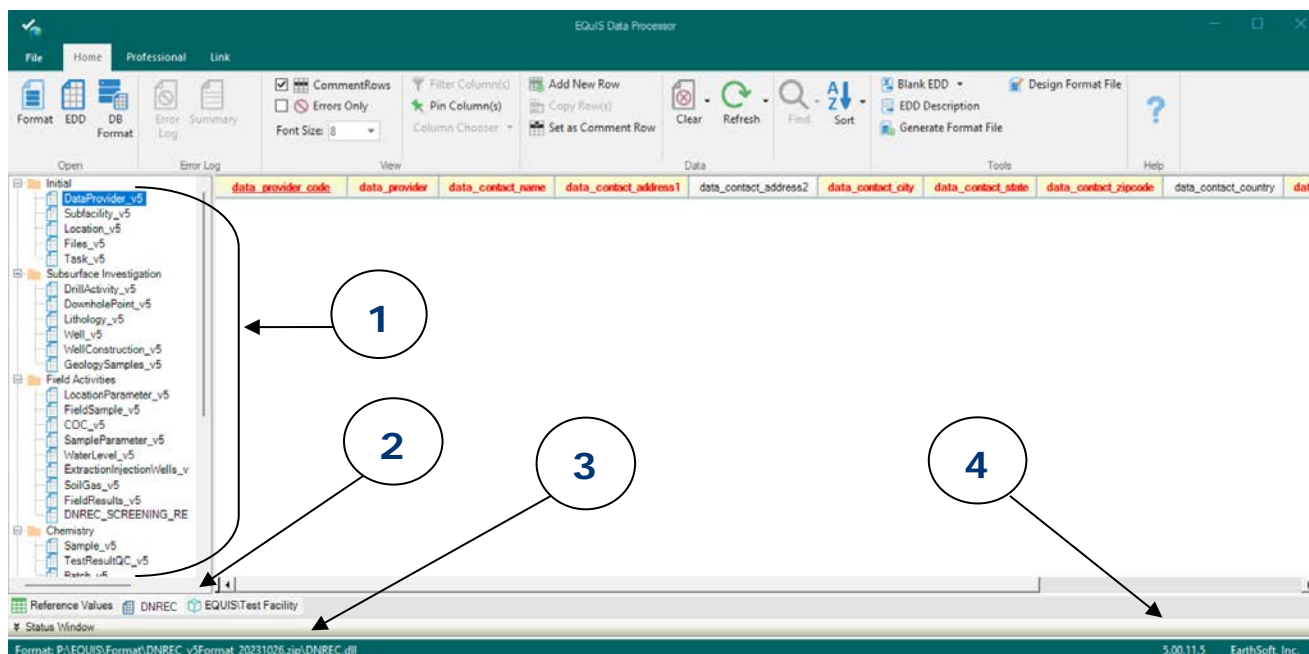 EQuIS Data Processor
File Home Professional Link
Format EDD DB Format
Error Log Summary
CommentRows
Errors Only
Font Size: 8
Filter Column(s)
Pin Column(s)
Column Chooser
Add New Row
Copy Row(s)
Set as Comment Row
Clear Refresh Find Sort
Blank EDD
EDD Description
Generate Format File
Design Format File
Open Error Log View Data Tools Help
Initial
DataProvider_v5
Subfacility_v5
Location_v5
Files_v5
Task_v5
Subsurface Investigation
DrillActivity_v5
DownholePoint_v5
Lithology_v5
Well_v5
WellConstruction_v5
GeologySamples_v5
Field Activities
LocationParameter_v5
FieldSample_v5
COC_v5
SampleParameter_v5
WaterLevel_v5
ExtractionInjectionWells_v
SoilGas_v5
FieldResults_v5
DNREC_SCREENING_RE
Chemistry
Sample_v5
TestResultQC_v5
Batch_v5
data_provider_code data_provider data_contact_name data_contact_address1 data_contact_address2 data_contact_city data_contact_state data_contact_zipcode data_contact_country dat
1
2
3
4
Reference Values DNREC EQUIS\Test Facility
Status Window
Format: P:\EQUIS\Format\DNREC_v5Format_20231026.zip\DNREC.dll 5.00.11.5 EarthSoft, Inc.